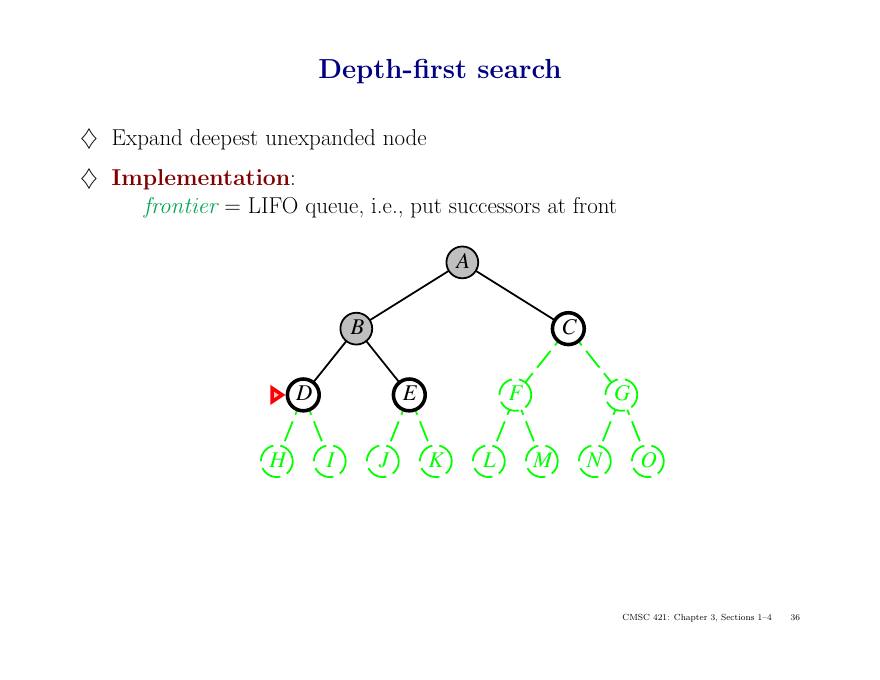 Depth-first search
♢ Expand deepest unexpanded node
♢ Implementation:
frontier = LIFO queue, i.e., put successors at front
A
B C
D E F G
H I J K L M N O
CMSC 421: Chapter 3, Sections 1–4 36